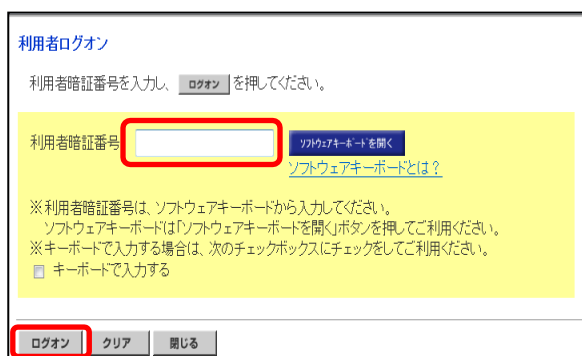 利用者ログオン
利用者暗証番号を入力し、 ログオン を押してください。
利用者暗証番号 ソフトウェアキーボードを開く
ソフトウェアキーボードとは?
※利用者暗証番号は、ソフトウェアキーボードから入力してください。
ソフトウェアキーボードは「ソフトウェアキーボードを開く」ボタンを押してご利用ください。
※キーボードで入力する場合は、次のチェックボックスにチェックをしてご利用ください。
キーボードで入力する
ログオン クリア 閉じる